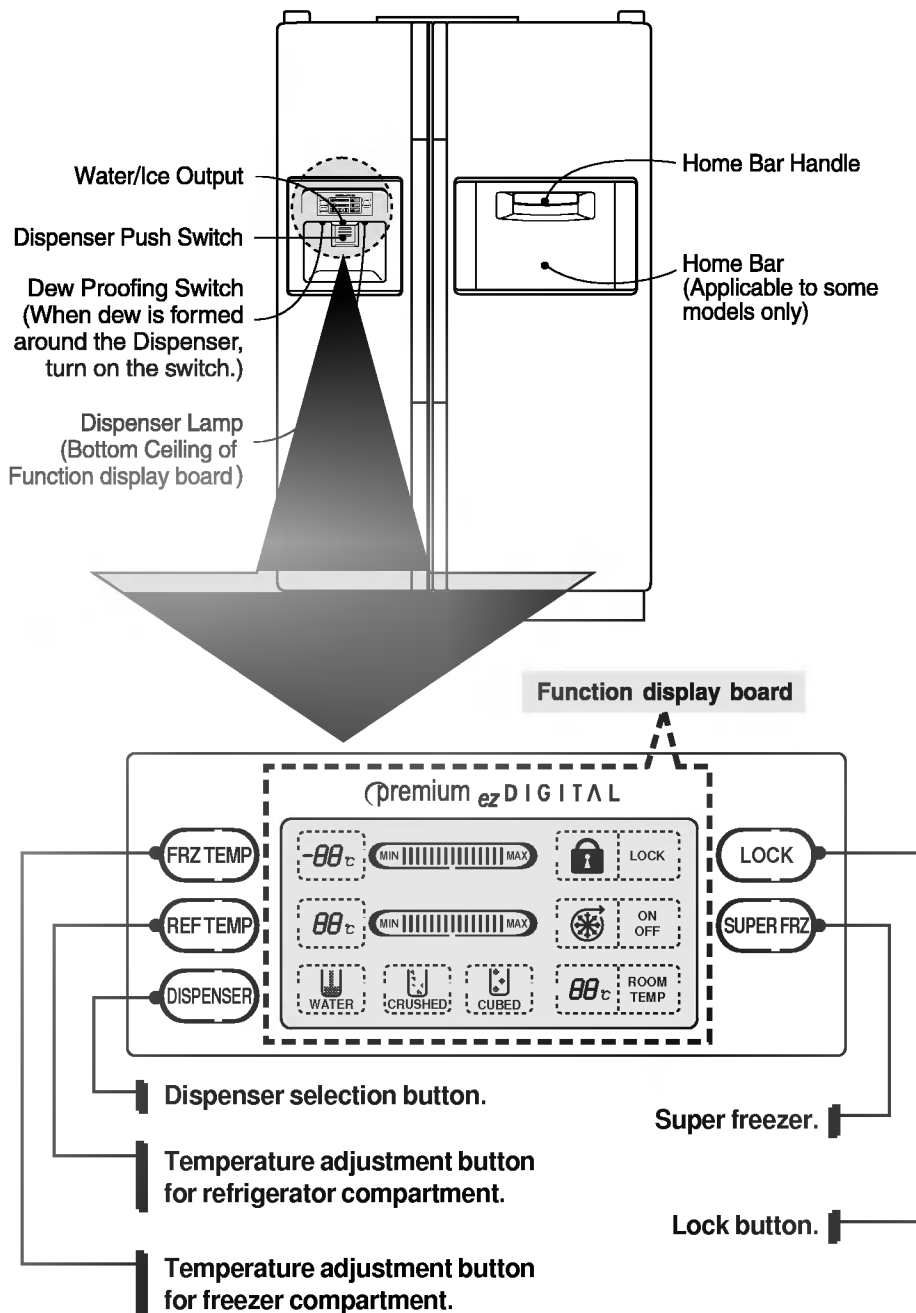 Water/Ice Output
Dispenser Push Switch
Dew Proofing Switch
(When dew is formed
around the Dispenser,
turn on the switch.)
Dispenser Lamp
(Bottom Ceiling of
Function display board)
Home Bar Handle
Home Bar
(Applicable to some
models only)
Function display board
premium ez DIGITAL
FRZ TEMP
-88 °C
MIN MAX
LOCK
LOCK
REF TEMP
88 °C
MIN MAX
ON
OFF
SUPER FRZ
DISPENSER
WATER
CRUSHED
CUBED
88 °C
ROOM
TEMP
Dispenser selection button.
Super freezer.
Temperature adjustment button
for refrigerator compartment.
Lock button.
Temperature adjustment button
for freezer compartment.